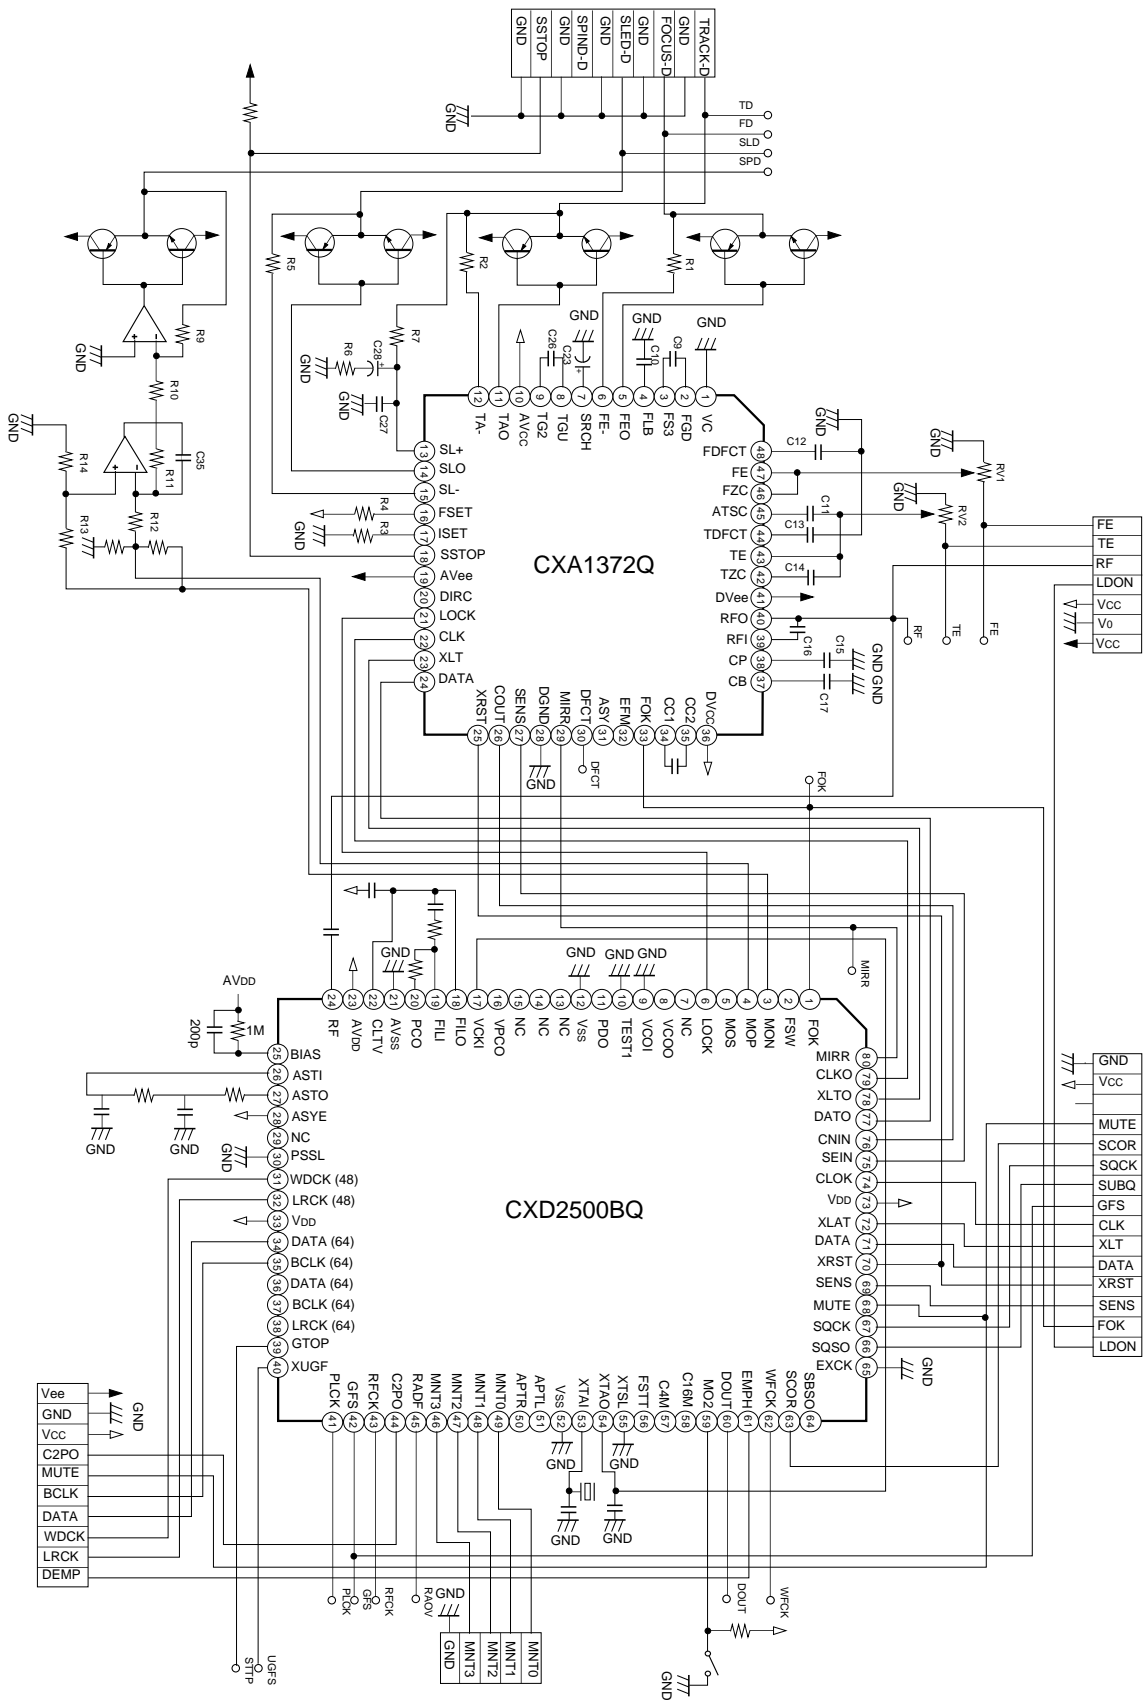 GND
SSTOP
GND
SPIND-D
GND
SLED-D
GND
FOCUS-D
GND
TRACK-D
GND
TD
FD
SLD
SPD
R5
R2
R1
R9
R10
R11
C35
R14
R13
R12
GND
GND
R7
R6
C28
+
C27
GND
GND
C26
C23
+
GND
C10
GND
C9
GND
12
11
10
9
8
7
6
5
4
3
2
1
TA-
TAO
AVCC
TG2
TGU
SRCH
FE-
FEO
FLB
FS3
FGD
VC
13 SL+
14 SLO
15 SL-
16 FSET
17 ISET
18 SSTOP
19 AVee
20 DIRC
21 LOCK
22 CLK
23 XLT
24 DATA
R4
R3
GND
CXA1372Q
FDFCT 48
FE 47
FZC 46
ATSC 45
TDFCT 44
TE 43
TZC 42
DVee 41
RFO 40
RFI 39
CP 38
CB 37
C12
C11
C13
C14
C16
C15
C17
GND
GND
GND
GND
GND
RV1
RV2
RF
TE
FE
FE
TE
RF
LDON
VCC
V0
VCC
XRST
COUT
SENS
DGND
MIRR
DFCT
ASY
EFM
FOK
CC1
CC2
DVCC
25
26
27
28
29
30
31
32
33
34
35
36
GND
DFCT
FOK
MIRR
GND
GND
GND
GND
24
23
22
21
20
19
18
17
16
15
14
13
12
11
10
9
8
7
6
5
4
3
2
1
RF
AVDD
CLTV
AVSS
PCO
FILI
FILO
VCKI
VPCO
NC
NC
NC
VSS
PDO
TEST1
VCOI
VCOO
NC
LOCK
MOS
MOP
MON
FSW
FOK
AVDD
200p
1M
GND
GND
GND
25 BIAS
26 ASTI
27 ASTO
28 ASYE
29 NC
30 PSSL
31 WDCK (48)
32 LRCK (48)
33 VDD
34 DATA (64)
35 BCLK (64)
36 DATA (64)
37 BCLK (64)
38 LRCK (64)
39 GTOP
40 XUGF
CXD2500BQ
MIRR 80
CLKO 79
XLTO 78
DATO 77
CNIN 76
SEIN 75
CLOK 74
VDD 73
XLAT 72
DATA 71
XRST 70
SENS 69
MUTE 68
SQCK 67
SQSO 66
EXCK 65
GND
GND
VCC
MUTE
SCOR
SQCK
SUBQ
GFS
CLK
XLT
DATA
XRST
SENS
FOK
LDON
PLCK
GFS
RFCK
C2PO
RADF
MNT3
MNT2
MNT1
MNT0
APTR
APTL
VSS
XTAI
XTAO
XTSL
FSTT
C4M
C16M
MO2
DOUT
EMPH
WFCK
SCOR
SBSO
41
42
43
44
45
46
47
48
49
50
51
52
53
54
55
56
57
58
59
60
61
62
63
64
Vee
GND
VCC
C2PO
MUTE
BCLK
DATA
WDCK
LRCK
DEMP
GND
GND
GND
GND
GND
PLCK
GFS
RFCK
RAOV
GND
GND
MNT3
MNT2
MNT1
MNT0
DOUT
WFCK
GND
STTP
UGFS